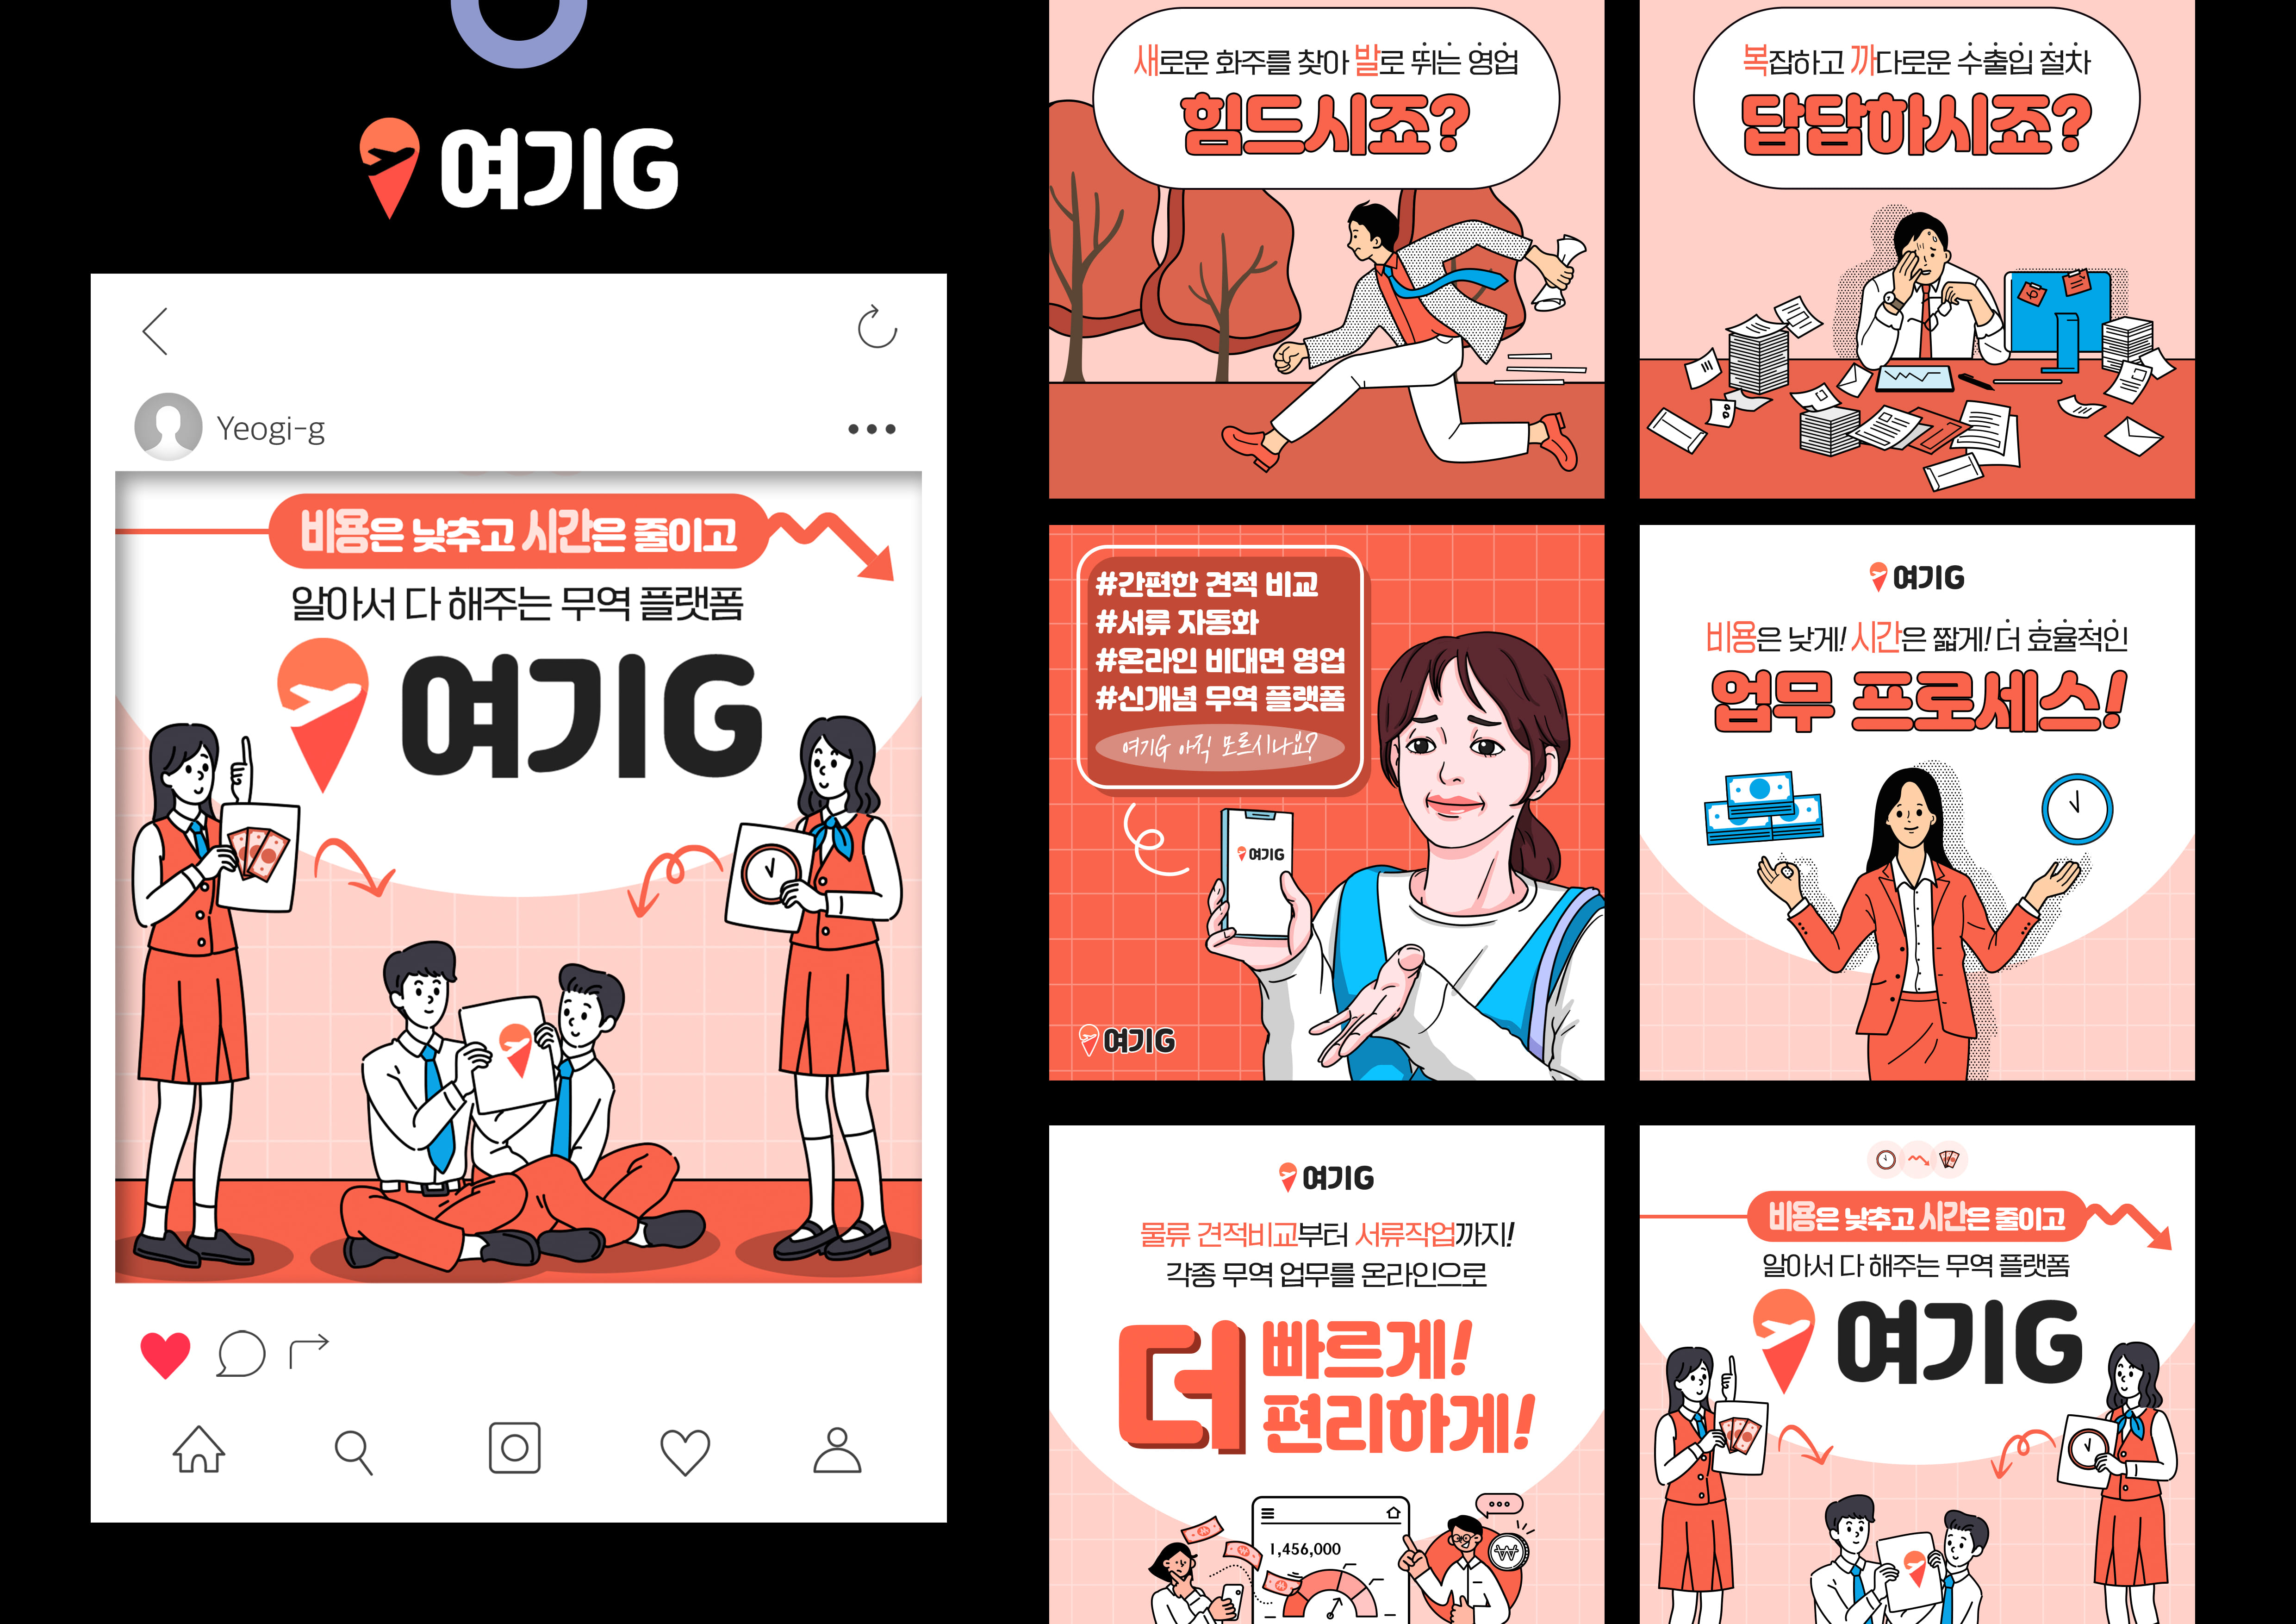 여기G
Yeogi-g
비용은 낮추고 시간은 줄이고
알아서 다 해주는 무역 플랫폼
여기G
새로운 화주를 찾아 발로 뛰는 영업
힘드시죠?
복잡하고 까다로운 수출입 절차
답답하시죠?
#간편한 견적 비교
#서류 자동화
#온라인 비대면 영업
#신개념 무역 플랫폼
여기G 아직 모르시나요?
여기G
여기G
여기G
비용은 낮게! 시간은 짧게! 더 효율적인
업무 프로세스!
여기G
물류 견적비교부터 서류작업까지!
각종 무역 업무를 온라인으로
더 빠르게!
편리하게!
1,456,000
₩
비용은 낮추고 시간은 줄이고
알아서 다 해주는 무역 플랫폼
여기G